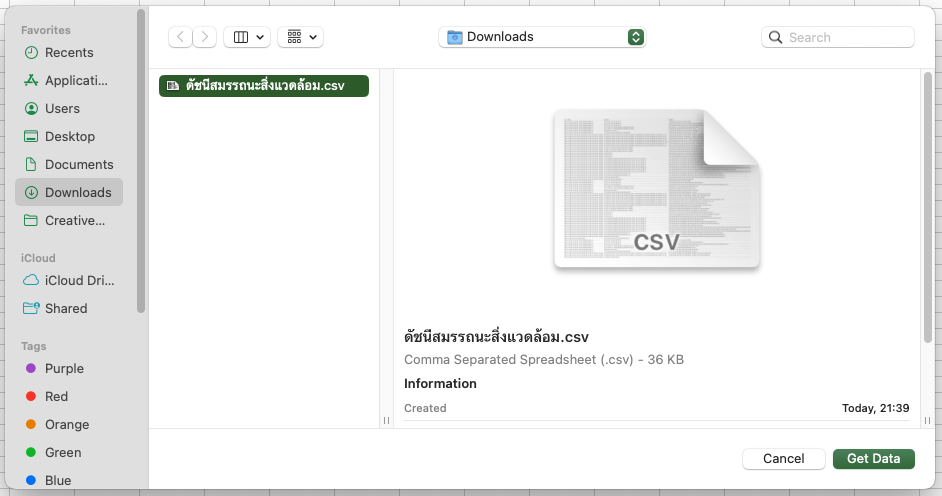 Favorites
Recents
Applicati...
Users
Desktop
Documents
Downloads
Creative...
iCloud
iCloud Dri...
Shared
Tags
Purple
Red
Orange
Green
Blue
Downloads
Search
ดัชนีสมรรถนะสิ่งแวดล้อม.csv
CSV
ดัชนีสมรรถนะสิ่งแวดล้อม.csv
Comma Separated Spreadsheet (.csv) - 36 KB
Information
Created Today, 21:39
Cancel Get Data